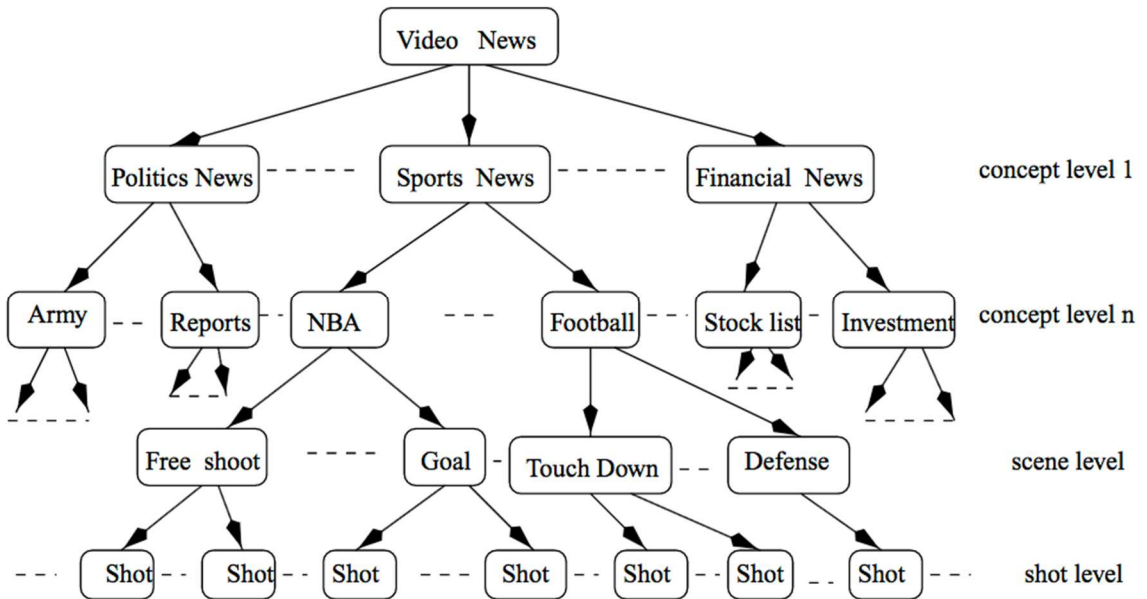 Video News
Politics News Sports News Financial News concept level 1
Army Reports NBA Football Stock list Investment concept level n
Free shoot Goal Touch Down Defense scene level
Shot Shot Shot Shot Shot Shot Shot shot level